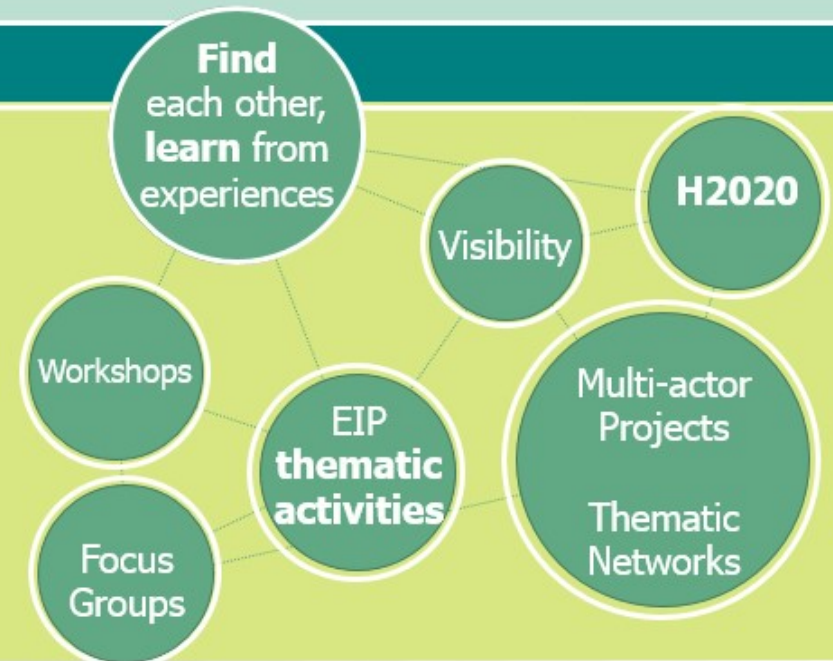 Find
each other,
learn from
experiences
H2020
Visibility
Workshops
EIP
thematic
activities
Multi-actor
Projects
Thematic
Networks
Focus
Groups